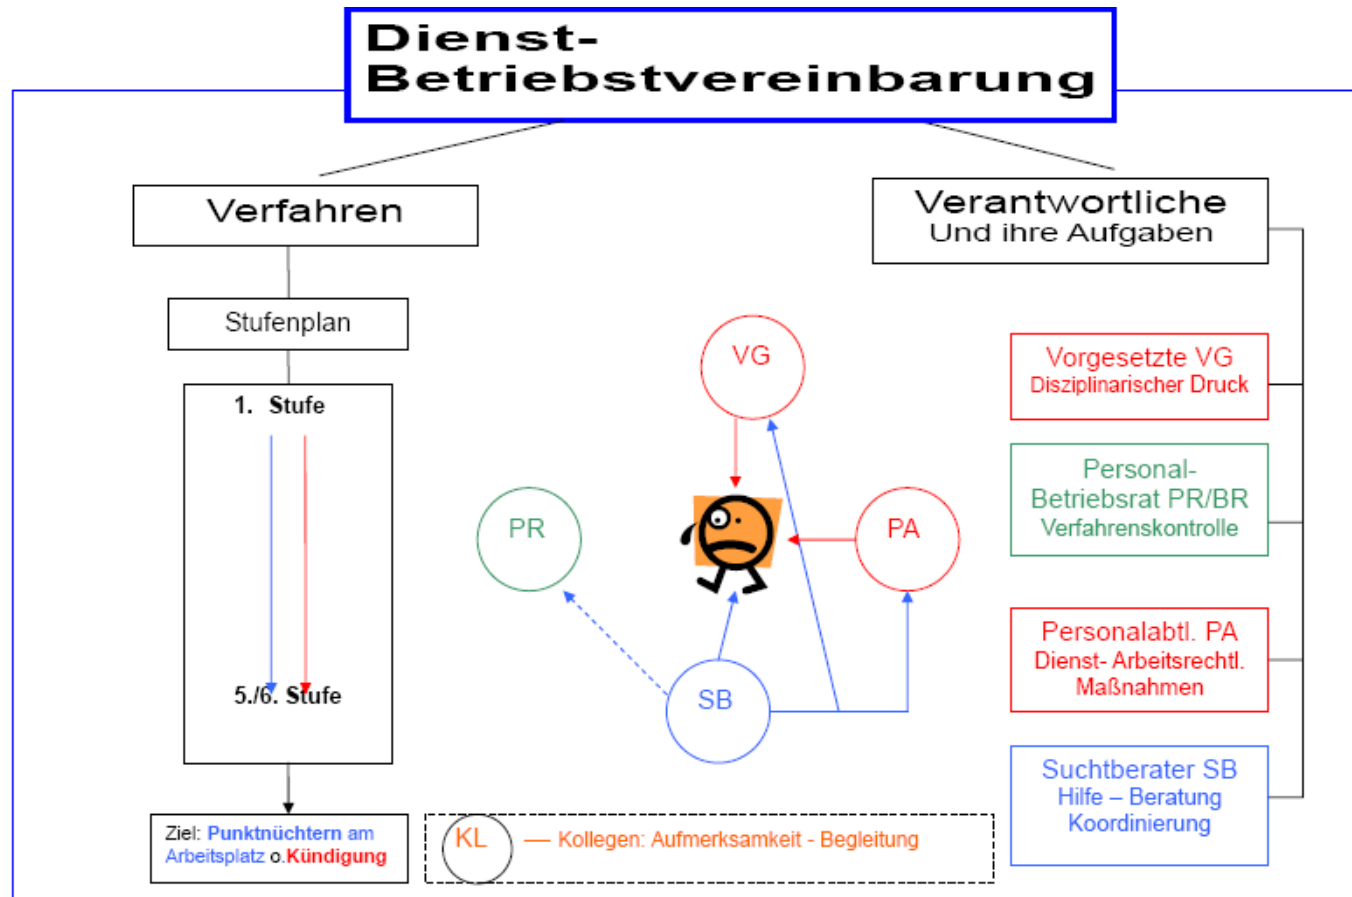 Dienst-
Betriebstvereinbarung
Verfahren
Stufenplan
1. Stufe
5./6. Stufe
Ziel: Punktnüchtern am
Arbeitsplatz o.Kündigung
VG
PR
PA
SB
KL
— Kollegen: Aufmerksamkeit - Begleitung
Verantwortliche
Und ihre Aufgaben
Vorgesetzte VG
Disziplinarischer Druck
Personal-
Betriebsrat PR/BR
Verfahrenskontrolle
Personalabtl. PA
Dienst- Arbeitsrechtl.
Maßnahmen
Suchtberater SB
Hilfe – Beratung
Koordinierung